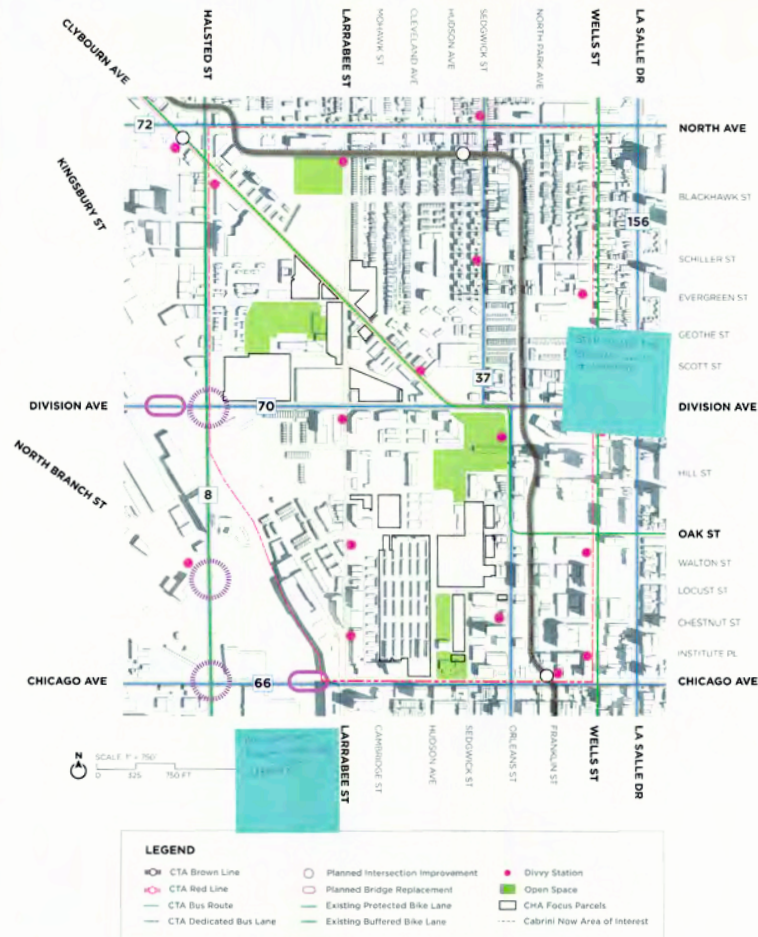 CLYBOURN AVE
HALSTED ST
LARRABEE ST
MOHAWK ST
CLEVELAND AVE
HUDSON AVE
SEDGWICK ST
NORTH PARK AVE
WELLS ST
LA SALLE DR
72
NORTH AVE
KINGSBURY ST
BLACKHAWK ST
156
SCHILLER ST
EVERGREEN ST
GEOTHE ST
SCOTT ST
37
DIVISION AVE
70
DIVISION AVE
NORTH BRANCH ST
HILL ST
8
OAK ST
WALTON ST
LOCUST ST
CHESTNUT ST
INSTITUTE PL
CHICAGO AVE
66
CHICAGO AVE
LARRABEE ST
CAMBRIDGE ST
HUDSON AVE
SEDGWICK ST
ORLEANS ST
FRANKLIN ST
WELLS ST
LA SALLE DR
N
SCALE 1" = 750'
0 325 750 FT
LEGEND
CTA Brown Line
CTA Red Line
CTA Bus Route
CTA Dedicated Bus Lane
Planned Intersection Improvement
Planned Bridge Replacement
Existing Protected Bike Lane
Existing Buffered Bike Lane
Divvy Station
Open Space
CHA Focus Parcels
Cabrini Now Area of Interest